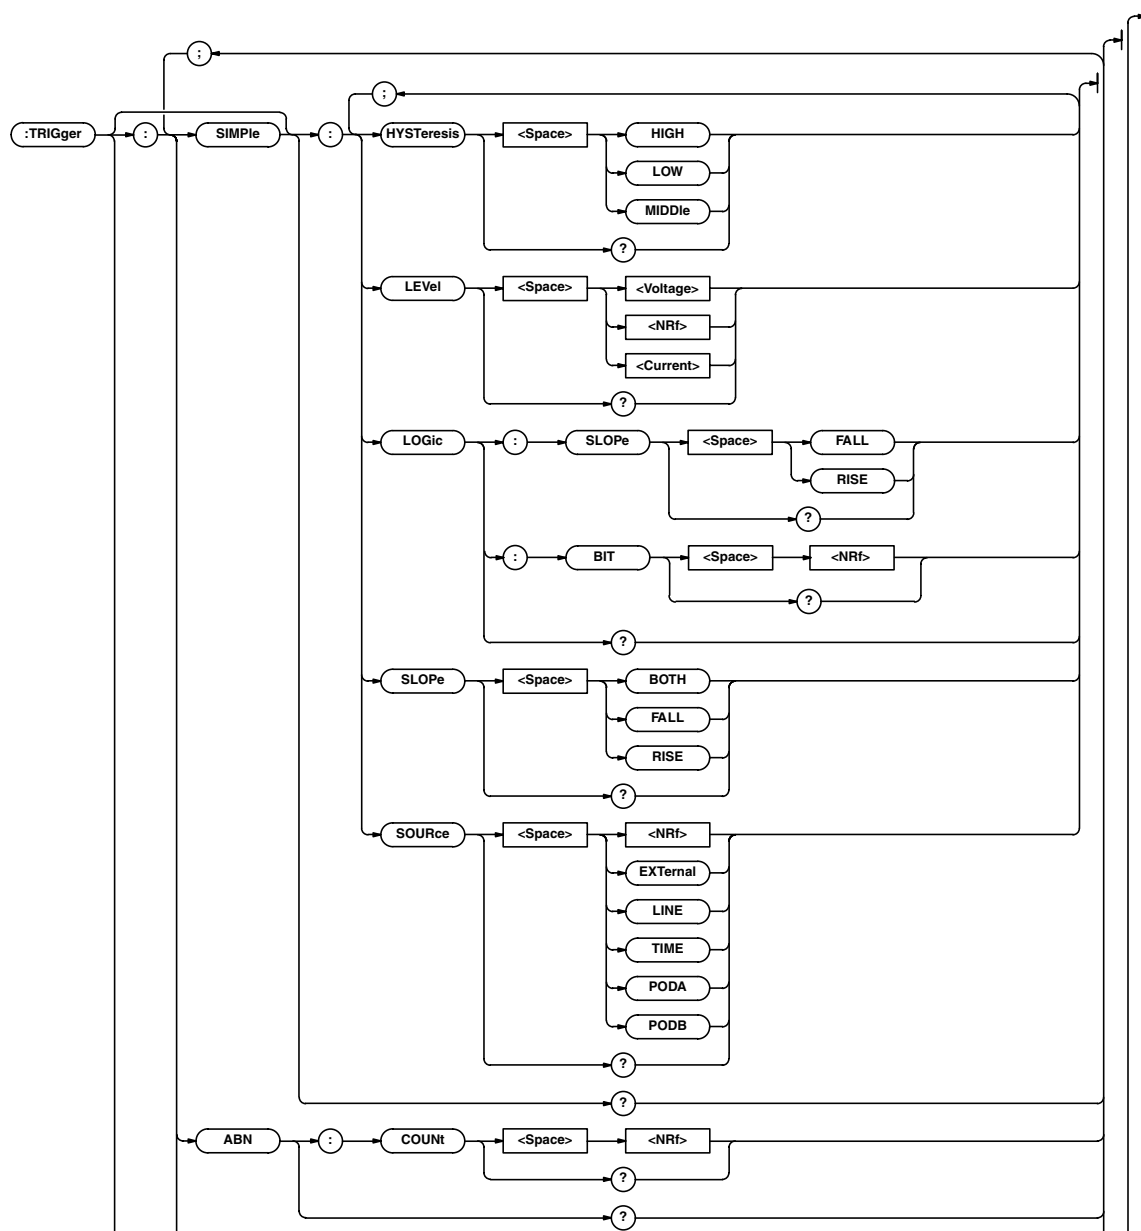 ;
;
:TRIGger : SIMPle : HYSTeresis <Space> HIGH
LOW
MIDDle
?
LEVel <Space> <Voltage>
<NRf>
<Current>
?
LOGic : SLOPe <Space> FALL
RISE
?
: BIT <Space> <NRf>
?
?
SLOPe <Space> BOTH
FALL
RISE
?
SOURce <Space> <NRf>
EXTernal
LINE
TIME
PODA
PODB
?
?
ABN : COUNt <Space> <NRf>
?
?